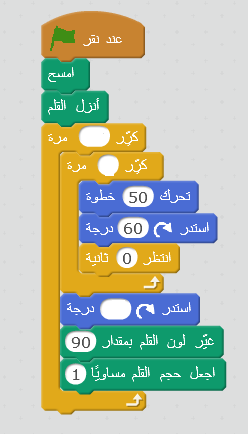 عند نقر
امسح
أنزل القلم
كرِّر مرة
كرِّر مرة
تحرك 50 خطوة
استدر 60 درجة
انتظر 0 ثانية
استدر درجة
غيِّر لون القلم بمقدار 90
اجعل حجم القلم مساويًا 1